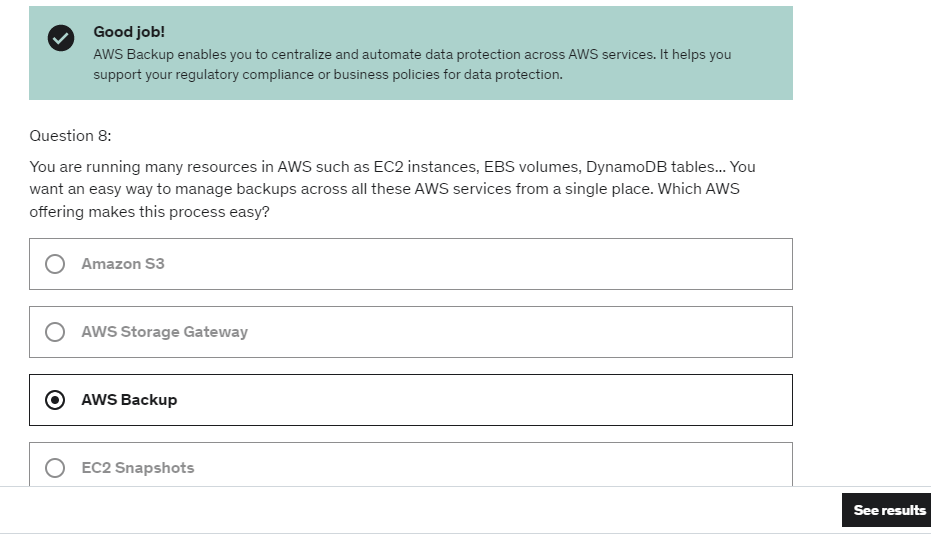 Good job!
AWS Backup enables you to centralize and automate data protection across AWS services. It helps you
support your regulatory compliance or business policies for data protection.
Question 8:
You are running many resources in AWS such as EC2 instances, EBS volumes, DynamoDB tables... You
want an easy way to manage backups across all these AWS services from a single place. Which AWS
offering makes this process easy?
Amazon S3
AWS Storage Gateway
AWS Backup
EC2 Snapshots
See results